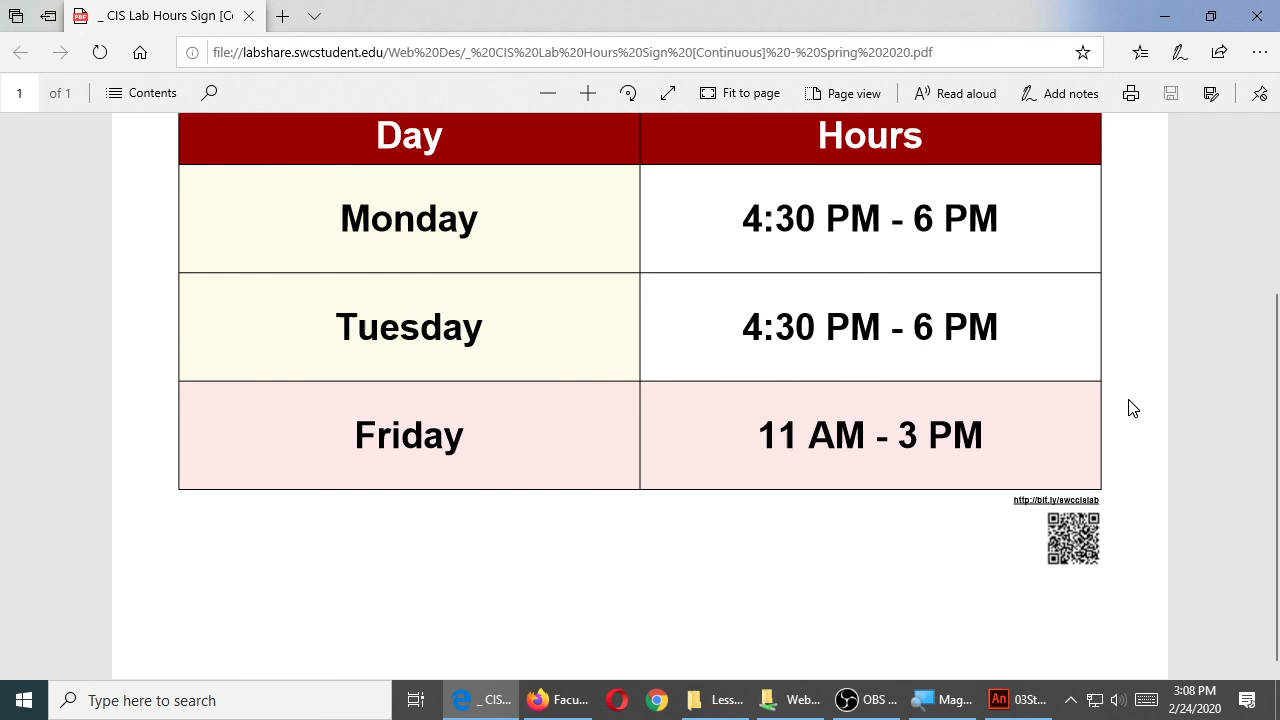 _ CIS Lab Hours Sign [C
file://labshare.swcstudent.edu/Web%20Des/_%20CIS%20Lab%20Hours%20Sign%20[Continuous]%20-%20Spring%202020.pdf
1 of 1 Contents Fit to page Page view Read aloud Add notes
Day Hours
Monday 4:30 PM - 6 PM
Tuesday 4:30 PM - 6 PM
Friday 11 AM - 3 PM
http://bit.ly/swccislab
Type here to search _ CIS... Facu... Less... Web... OBS ... Mag... An 03St... 3:08 PM
2/24/2020